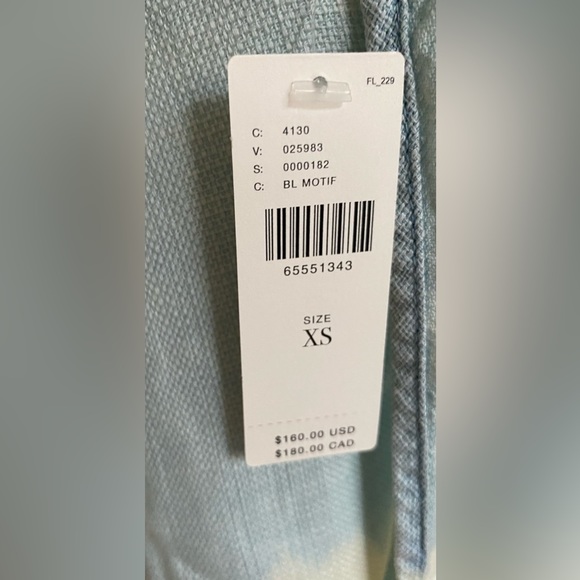 FL_229
C: 4130
V: 025983
S: 0000182
C: BL MOTIF
65551343
SIZE
XS
$160.00 USD
$180.00 CAD